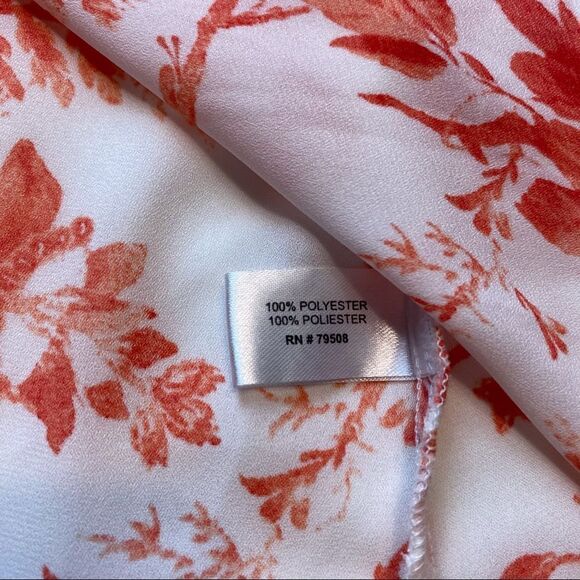 100% POLYESTER
100% POLIESTER
RN # 79508